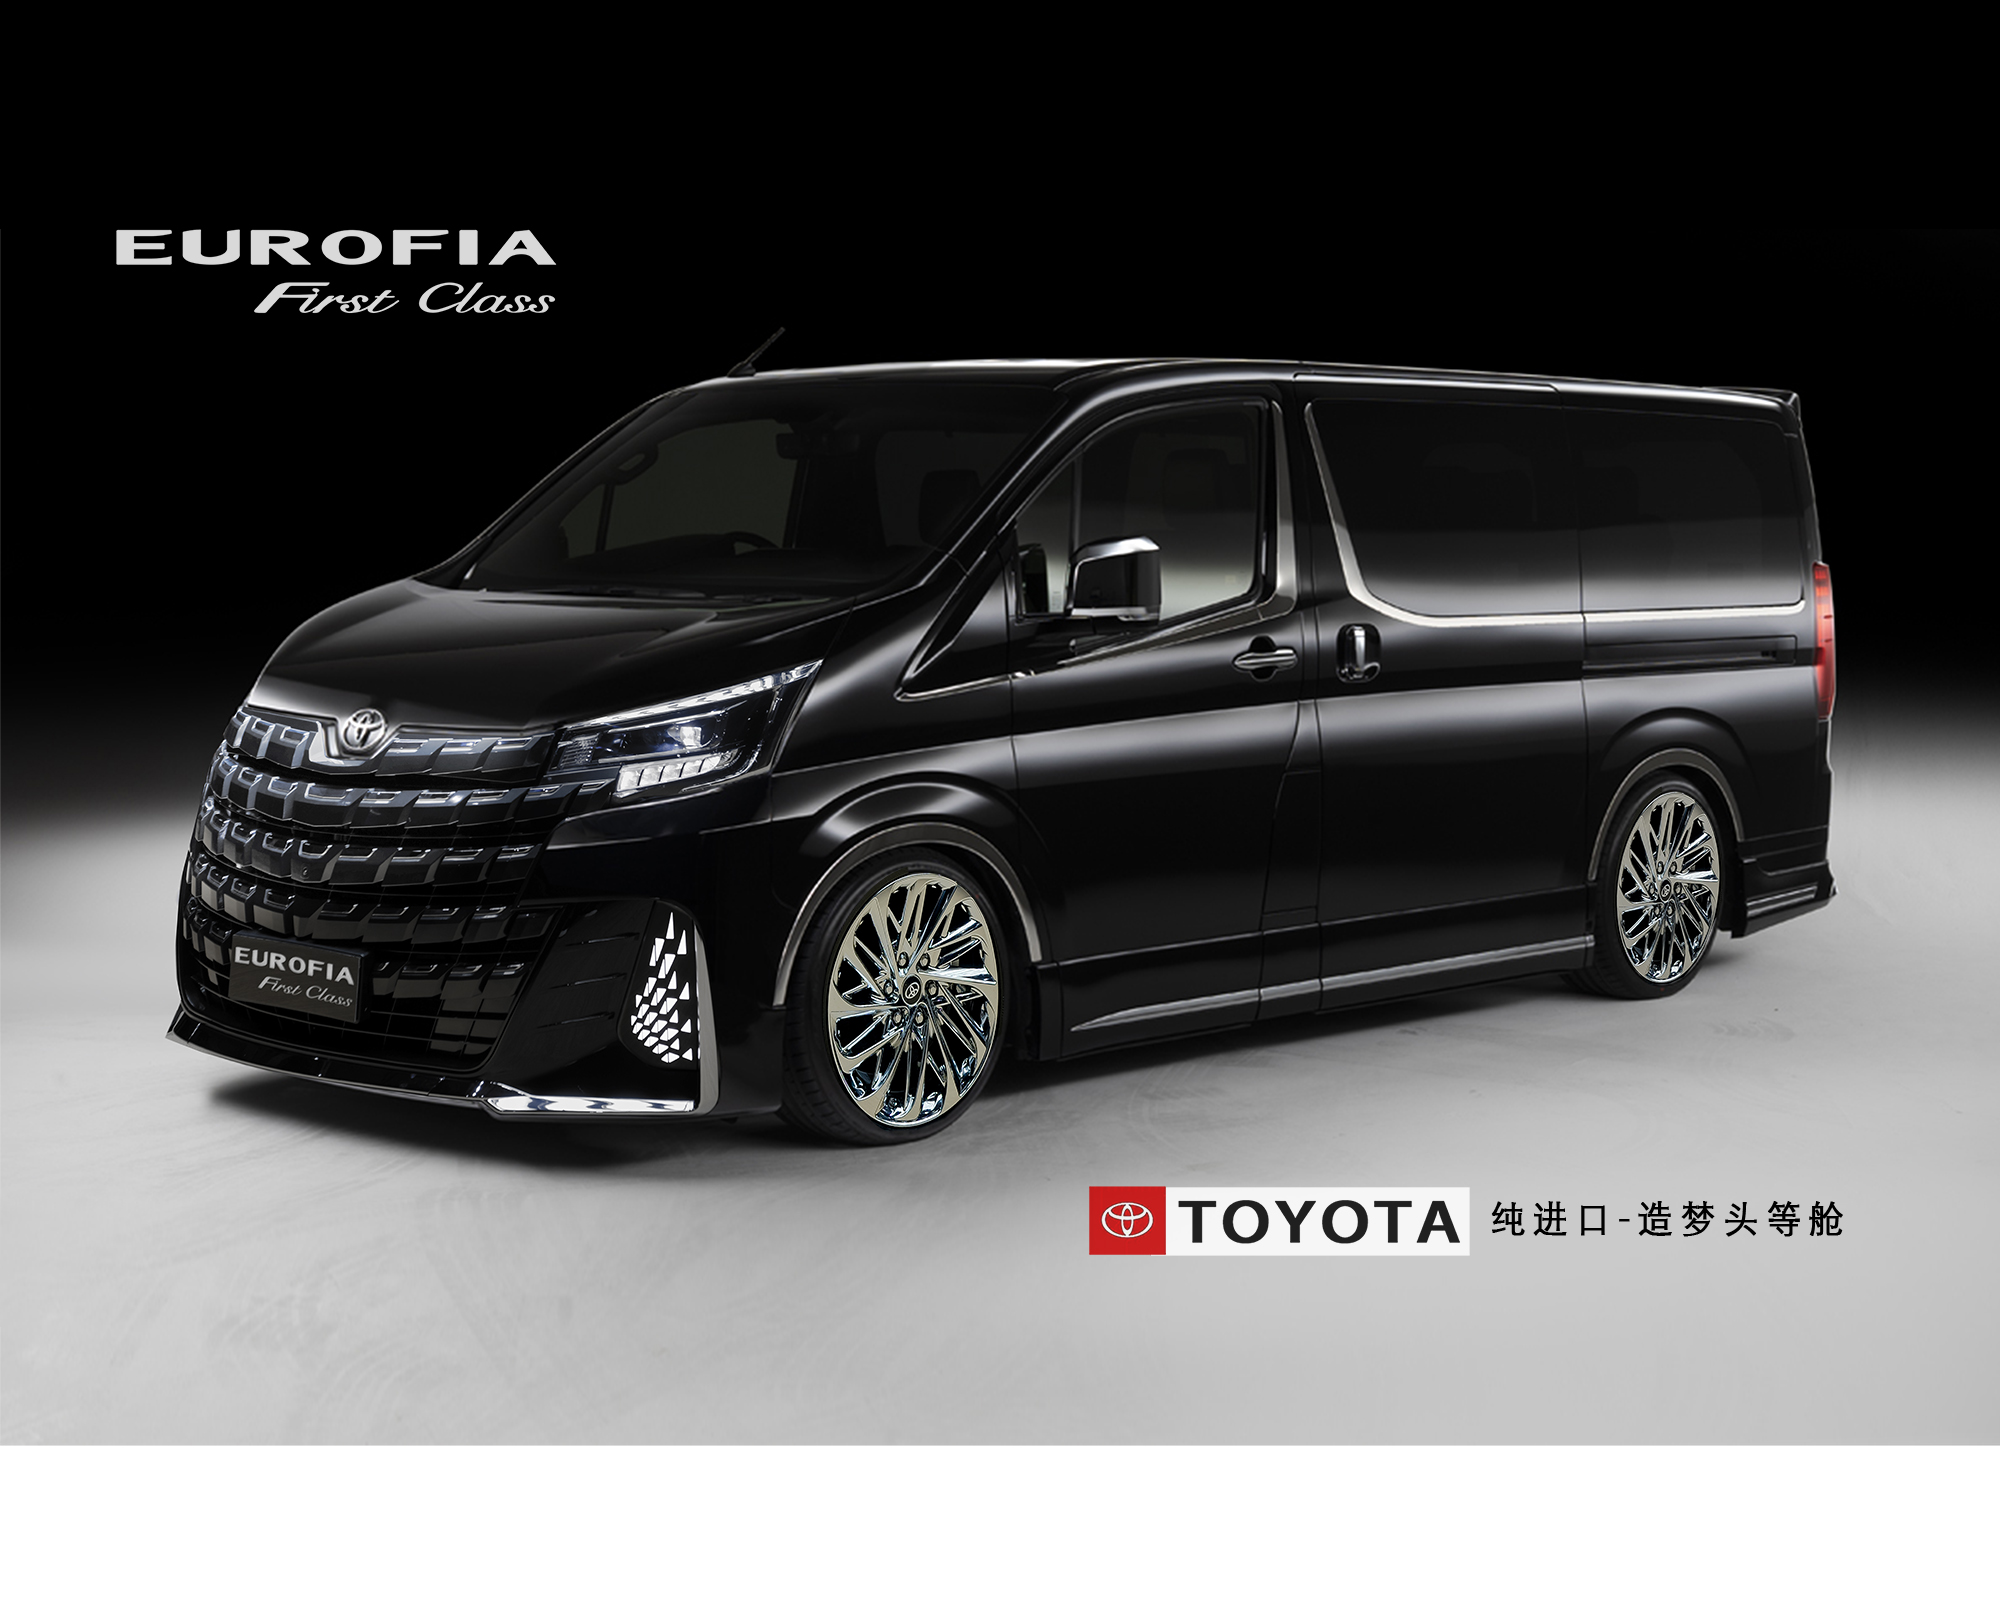 EUROFIA
First Class
EUROFIA
First Class
TOYOTA 纯进口-造梦头等舱